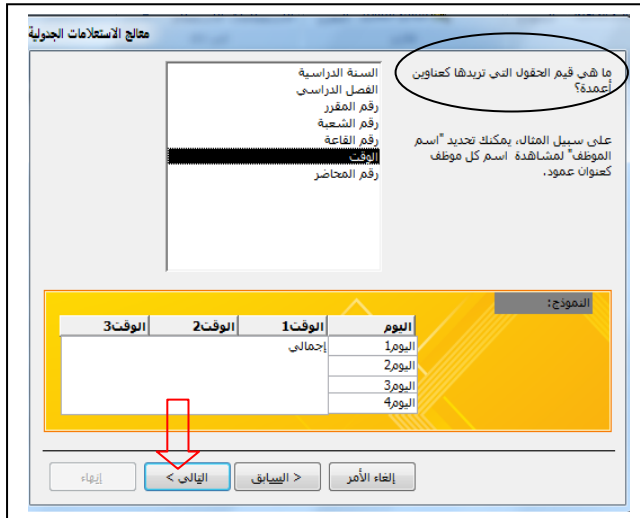 معالج الاستعلامات الجدولية
ما هي قيم الحقول التي تريدها كعناوين
أعمدة؟
على سبيل المثال، يمكنك تحديد "اسم
الموظف" لمشاهدة اسم كل موظف
كعنوان عمود.
السنة الدراسية
الفصل الدراسي
رقم المقرر
رقم الشعبة
رقم القاعة
الوقت
رقم المحاضر
النموذج:
اليوم الوقت1 الوقت2 الوقت3
اليوم1 إجمالي
اليوم2
اليوم3
اليوم4
إلغاء الأمر < السابق التالي > إنهاء